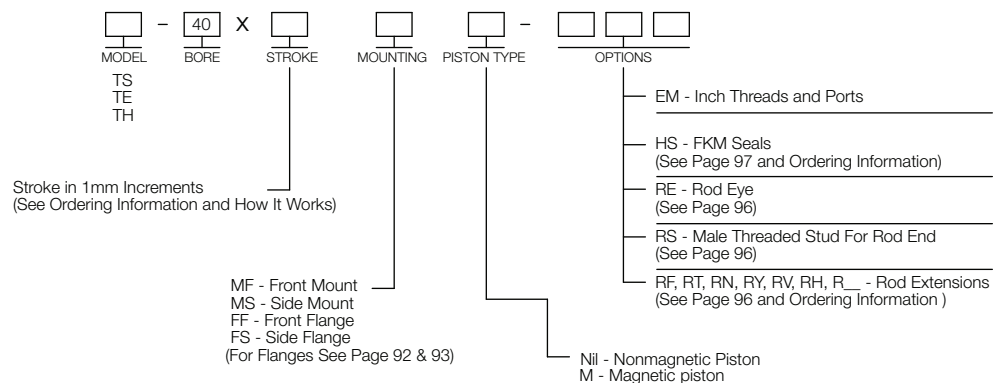 - 40 X -
MODEL BORE STROKE MOUNTING PISTON TYPE OPTIONS
TS
TE
TH
EM - Inch Threads and Ports
HS - FKM Seals
(See Page 97 and Ordering Information)
Stroke in 1mm Increments
(See Ordering Information and How It Works)
RE - Rod Eye
(See Page 96)
RS - Male Threaded Stud For Rod End
(See Page 96)
RF, RT, RN, RY, RV, RH, R__ - Rod Extensions
(See Page 96 and Ordering Information )
MF - Front Mount
MS - Side Mount
FF - Front Flange
FS - Side Flange
(For Flanges See Page 92 & 93)
Nil - Nonmagnetic Piston
M - Magnetic piston